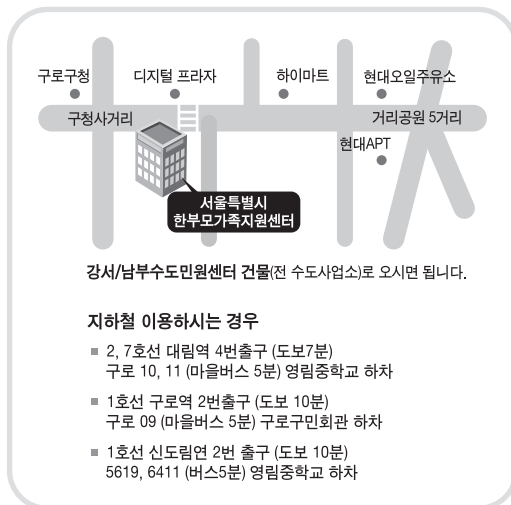 구로구청 디지털 프라자 하이마트 현대오일주유소
구청사거리 거리공원 5거리
현대APT
서울특별시
한부모가족지원센터
강서/남부수도민원센터 건물(전 수도사업소)로 오시면 됩니다.
지하철 이용하시는 경우
■ 2, 7호선 대림역 4번출구 (도보7분)
구로 10, 11 (마을버스 5분) 영림중학교 하차
■ 1호선 구로역 2번출구 (도보 10분)
구로 09 (마을버스 5분) 구로구민회관 하차
■ 1호선 신도림연 2번 출구 (도보 10분)
5619, 6411 (버스5분) 영림중학교 하차